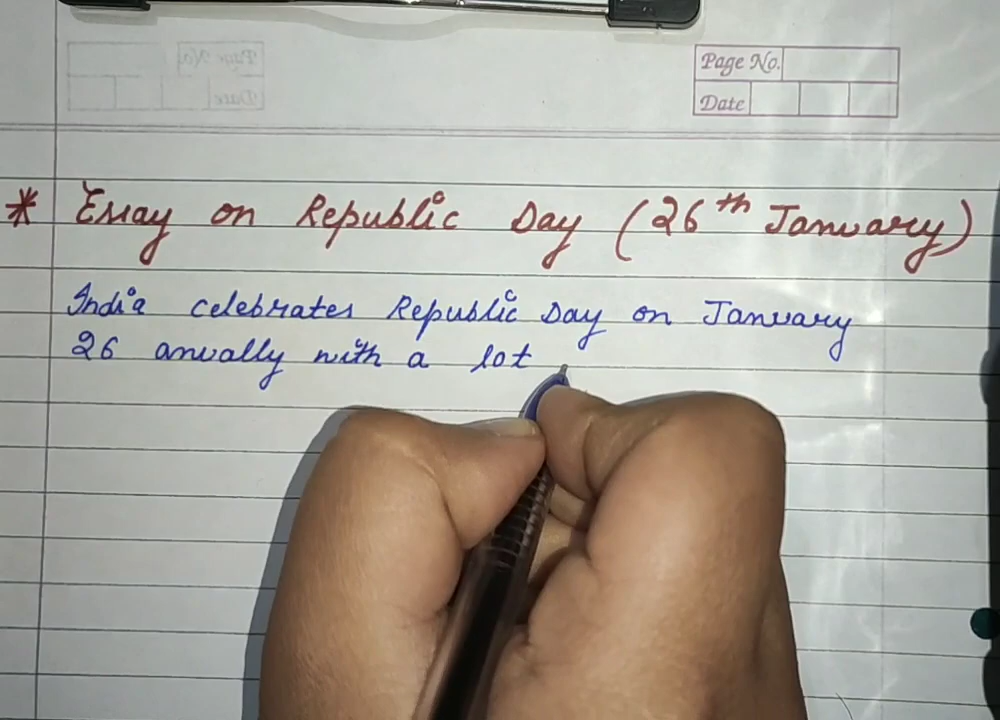 Page No.
Date
* Essay on Republic Day (26th January)
India celebrates Republic Day on January
26 anually with a lot